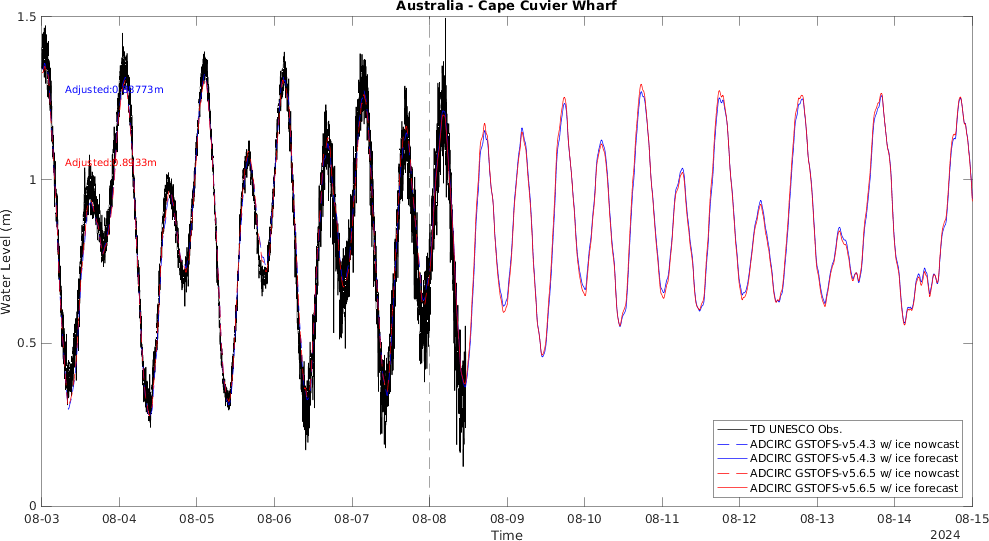 Australia - Cape Cuvier Wharf
1.5
1
0.5
0
Water Level (m)
Adjusted:0.
3773m
Adjusted:0.8933m
TD UNESCO Obs.
ADCIRC GSTOFS-v5.4.3 w/ ice nowcast
ADCIRC GSTOFS-v5.4.3 w/ ice forecast
ADCIRC GSTOFS-v5.6.5 w/ ice nowcast
ADCIRC GSTOFS-v5.6.5 w/ ice forecast
08-03 08-04 08-05 08-06 08-07 08-08 08-09 08-10 08-11 08-12 08-13 08-14 08-15
Time
2024